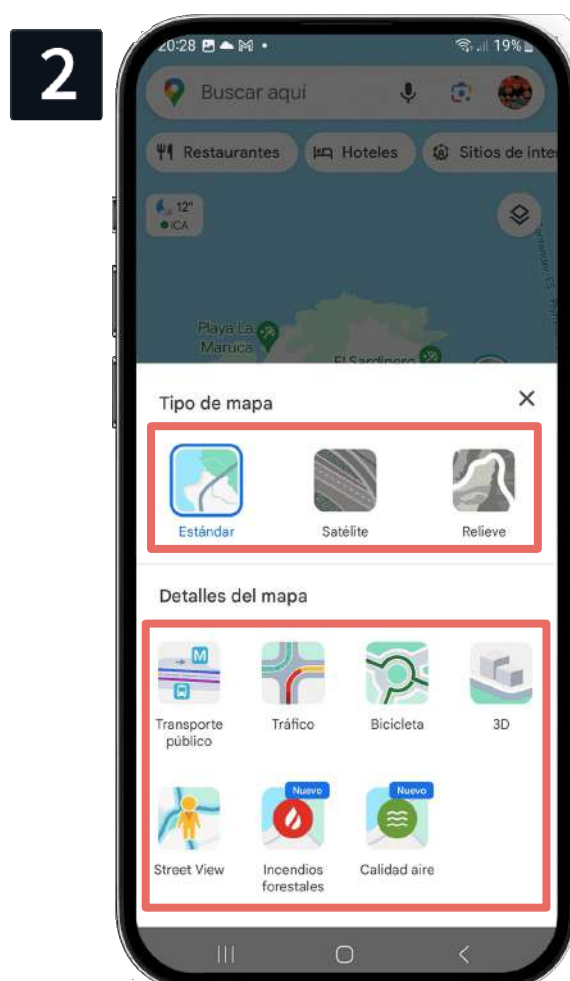 2
20:28
19%
Buscar aquí
Restaurantes
Hoteles
Sitios de inte
12°
ICA
Playa La
Maruca
El Sardinero
Tipo de mapa
Estándar
Satélite
Relieve
Detalles del mapa
M
Transporte
público
Tráfico
Bicicleta
3D
Nuevo
Nuevo
Street View
Incendios
forestales
Calidad aire